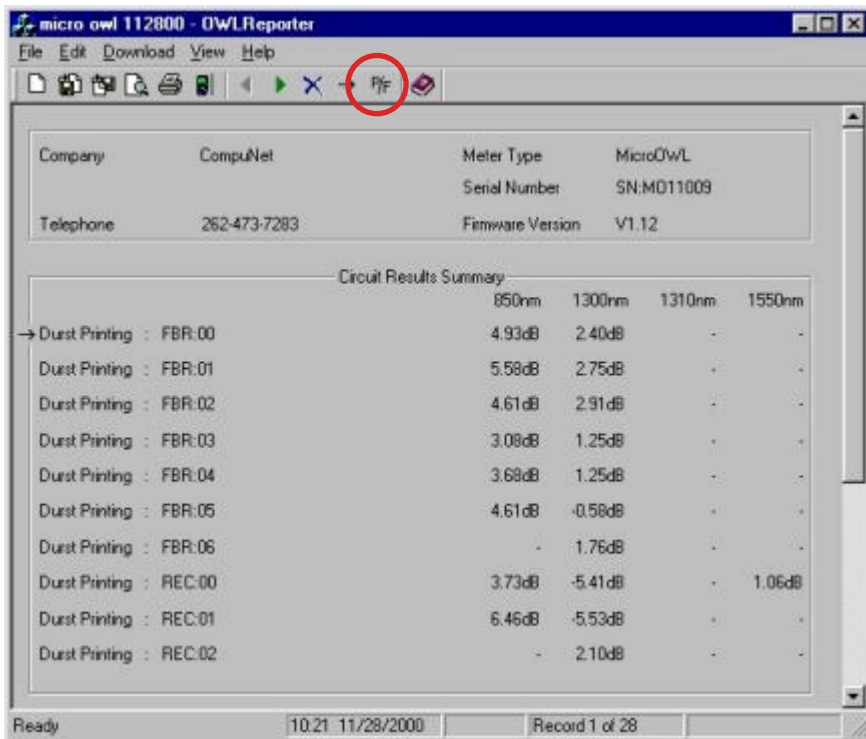 micro owl 112800 - OWLReporter
File Edit Download View Help
P/F
Company CompuNet Meter Type MicroOWL
Serial Number SN:MO11009
Telephone 262-473-7283 Firmware Version V1.12
Circuit Results Summary
850nm 1300nm 1310nm 1550nm
→ Durst Printing : FBR:00 4.93dB 2.40dB - -
Durst Printing : FBR:01 5.58dB 2.75dB - -
Durst Printing : FBR:02 4.61dB 2.91dB - -
Durst Printing : FBR:03 3.08dB 1.25dB - -
Durst Printing : FBR:04 3.68dB 1.25dB - -
Durst Printing : FBR:05 4.61dB -0.58dB - -
Durst Printing : FBR:06 - 1.76dB - -
Durst Printing : REC:00 3.73dB -5.41dB - 1.06dB
Durst Printing : REC:01 6.46dB -5.53dB - -
Durst Printing : REC:02 - 2.10dB - -
Ready 10:21 11/28/2000 Record 1 of 28